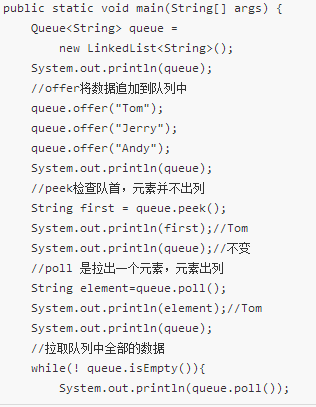 public static void main(String[] args) {
Queue<String> queue =
new LinkedList<String>();
System.out.println(queue);
//offer将数据追加到队列中
queue.offer("Tom");
queue.offer("Jerry");
queue.offer("Andy");
System.out.println(queue);
//peek检查队首，元素并不出列
String first = queue.peek();
System.out.println(first);//Tom
System.out.println(queue);//不变
//poll 是拉出一个元素，元素出列
String element=queue.poll();
System.out.println(element);//Tom
System.out.println(queue);
//拉取队列中全部的数据
while(! queue.isEmpty()){
System.out.println(queue.poll());